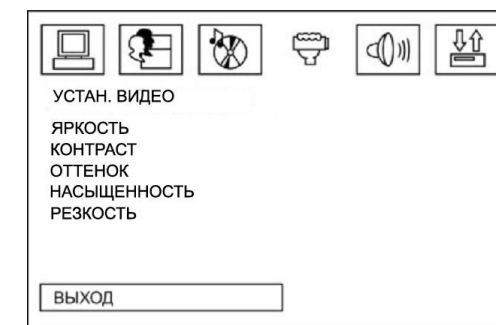 УСТАН. ВИДЕО
ЯРКОСТЬ
КОНТРАСТ
ОТТЕНОК
НАСЫЩЕННОСТЬ
РЕЗКОСТЬ
ВЫХОД